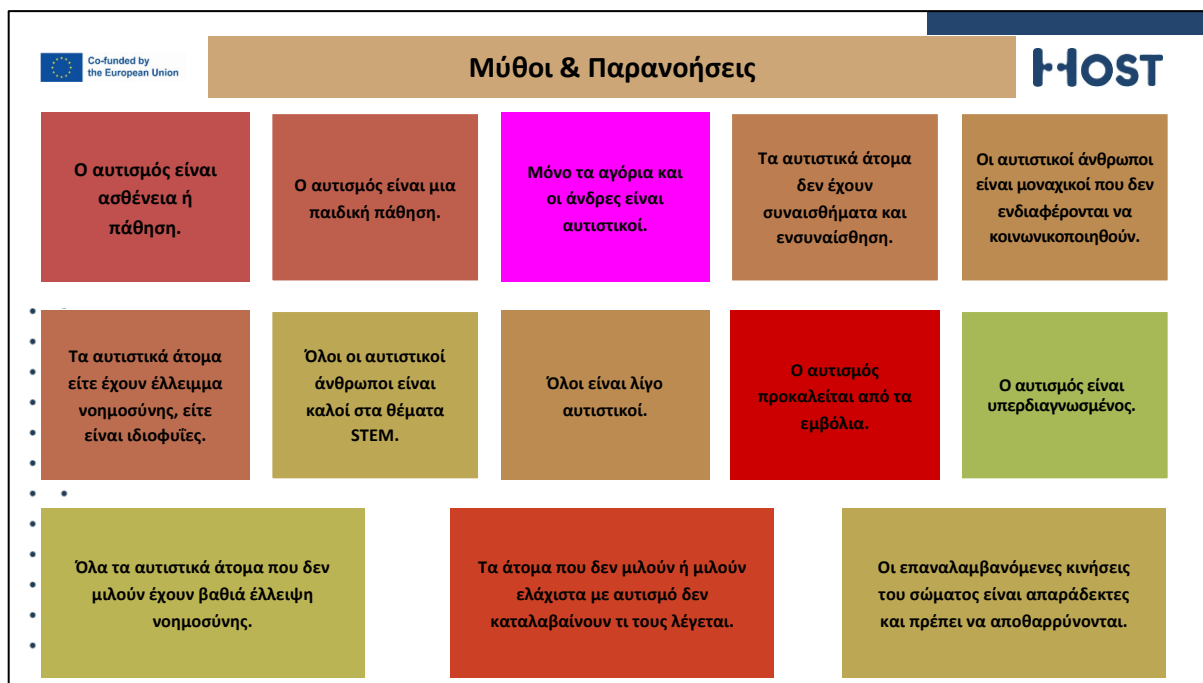 Co-funded by
the European Union
Μύθοι & Παρανοήσεις
HOST
Ο αυτισμός είναι
ασθένεια ή
πάθηση.
Ο αυτισμός είναι μια
παιδική πάθηση.
Μόνο τα αγόρια και
οι άνδρες είναι
αυτιστικοί.
Τα αυτιστικά άτομα
δεν έχουν
συναισθήματα και
ενσυναίσθηση.
Οι αυτιστικοί άνθρωποι
είναι μοναχικοί που δεν
ενδιαφέρονται να
κοινωνικοποιηθούν.
Τα αυτιστικά άτομα
είτε έχουν έλλειμμα
νοημοσύνης, είτε
είναι ιδιοφυΐες.
Όλοι οι αυτιστικοί
άνθρωποι είναι
καλοί στα θέματα
STEM.
Όλοι είναι λίγο
αυτιστικοί.
Ο αυτισμός
προκαλείται από τα
εμβόλια.
Ο αυτισμός είναι
υπερδιαγνωσμένος.
Όλα τα αυτιστικά άτομα που δεν
μιλούν έχουν βαθιά έλλειψη
νοημοσύνης.
Τα άτομα που δεν μιλούν ή μιλούν
ελάχιστα με αυτισμό δεν
καταλαβαίνουν τι τους λέγεται.
Οι επαναλαμβανόμενες κινήσεις
του σώματος είναι απαράδεκτες
και πρέπει να αποθαρρύνονται.